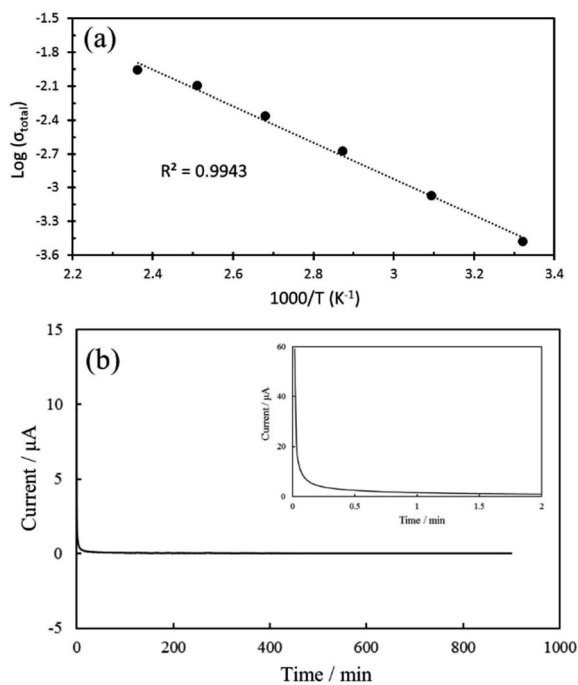 (a)
Log (σtotal)
-1.5
-1.8
-2.1
-2.4
-2.7
-3
-3.3
-3.6
R² = 0.9943
2.2 2.4 2.6 2.8 3 3.2 3.4
1000/T (K⁻¹)
(b)
Current / μA
15
10
5
0
-5
Current / μA
60
40
20
0
0 0.5 1 1.5 2
Time / min
0 200 400 600 800 1000
Time / min